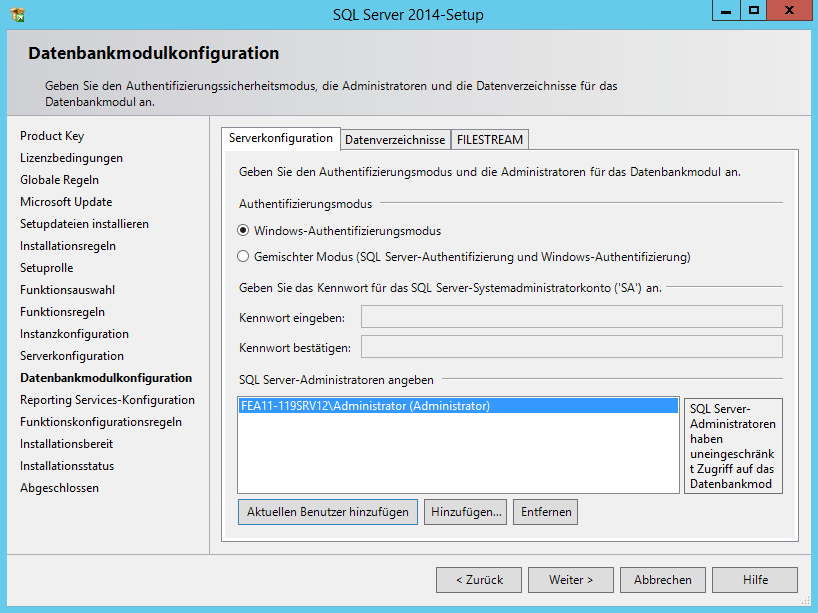 SQL Server 2014-Setup
Datenbankmodulkonfiguration
Geben Sie den Authentifizierungssicherheitsmodus, die Administratoren und die Datenverzeichnisse für das
Datenbankmodul an.
Product Key
Lizenzbedingungen
Globale Regeln
Microsoft Update
Setupdateien installieren
Installationsregeln
Setuprolle
Funktionsauswahl
Funktionsregeln
Instanzkonfiguration
Serverkonfiguration
Datenbankmodulkonfiguration
Reporting Services-Konfiguration
Funktionskonfigurationsregeln
Installationsbereit
Installationsstatus
Abgeschlossen
Serverkonfiguration Datenverzeichnisse FILESTREAM
Geben Sie den Authentifizierungsmodus und die Administratoren für das Datenbankmodul an.
Authentifizierungsmodus
Windows-Authentifizierungsmodus
Gemischter Modus (SQL Server-Authentifizierung und Windows-Authentifizierung)
Geben Sie das Kennwort für das SQL Server-Systemadministratorkonto ('SA') an.
Kennwort eingeben:
Kennwort bestätigen:
SQL Server-Administratoren angeben
FEA11-119SRV12\Administrator (Administrator)
SQL Server-
Administratoren
haben
uneingeschränk
t Zugriff auf das
Datenbankmod
Aktuellen Benutzer hinzufügen Hinzufügen... Entfernen
< Zurück Weiter > Abbrechen Hilfe